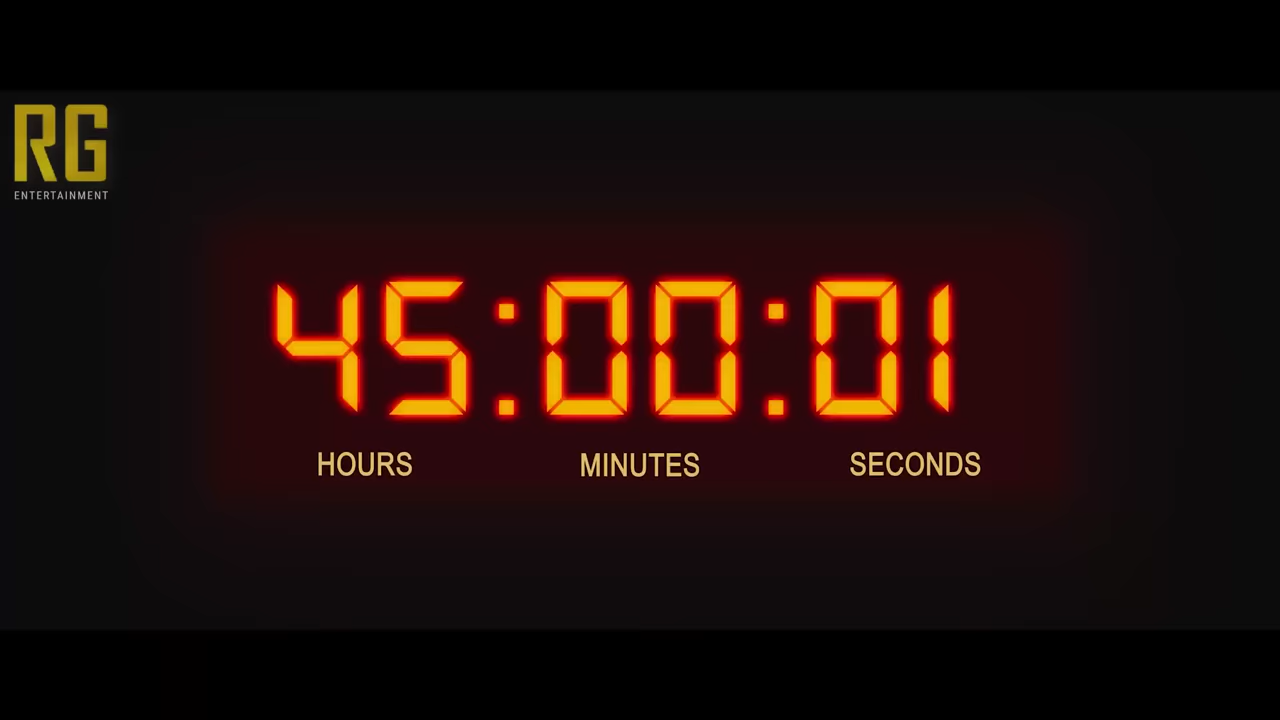 RG
ENTERTAINMENT
45:00:01
HOURS MINUTES SECONDS